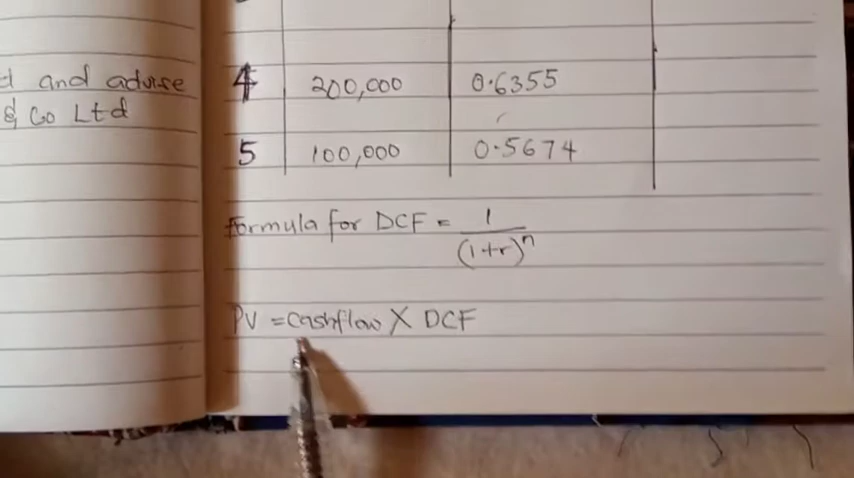 and advise
& Co Ltd
4 200,000 0.6355
5 100,000 0.5674
Formula for DCF = 1
(1+r)^n
PV = cashflow X DCF